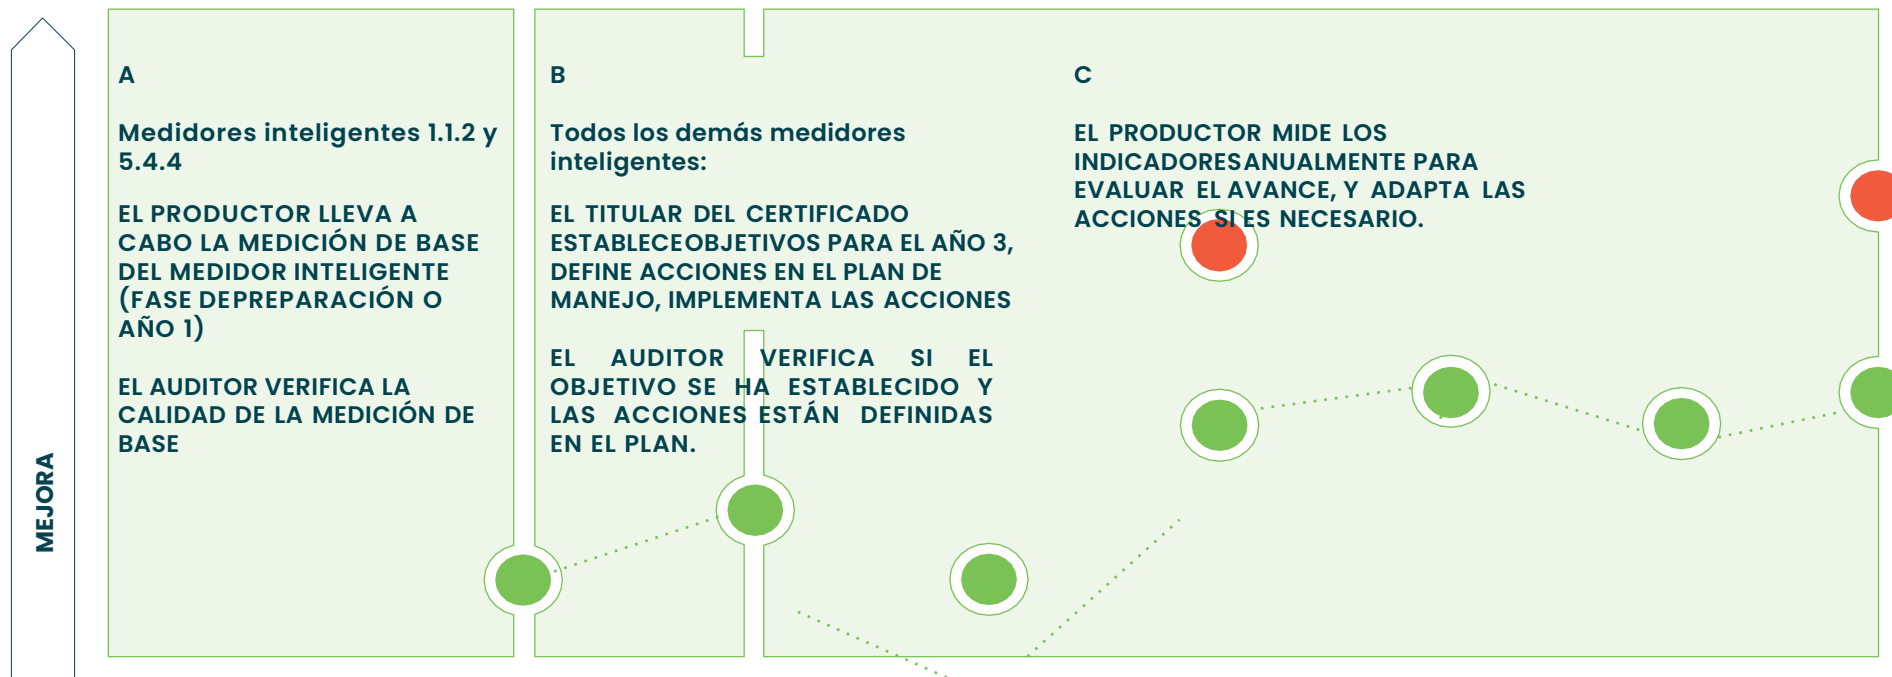 MEJORA
A
Medidores inteligentes 1.1.2 y
5.4.4
EL PRODUCTOR LLEVA A
CABO LA MEDICIÓN DE BASE
DEL MEDIDOR INTELIGENTE
(FASE DEPREPARACIÓN O
AÑO 1)
EL AUDITOR VERIFICA LA
CALIDAD DE LA MEDICIÓN DE
BASE
B
Todos los demás medidores
inteligentes:
EL TITULAR DEL CERTIFICADO
ESTABLECEOBJETIVOS PARA EL AÑO 3,
DEFINE ACCIONES EN EL PLAN DE
MANEJO, IMPLEMENTA LAS ACCIONES
EL AUDITOR VERIFICA SI EL
OBJETIVO SE HA ESTABLECIDO Y
LAS ACCIONES ESTÁN DEFINIDAS
EN EL PLAN.
C
EL PRODUCTOR MIDE LOS
INDICADORESANUALMENTE PARA
EVALUAR EL AVANCE, Y ADAPTA LAS
ACCIONES SI ES NECESARIO.